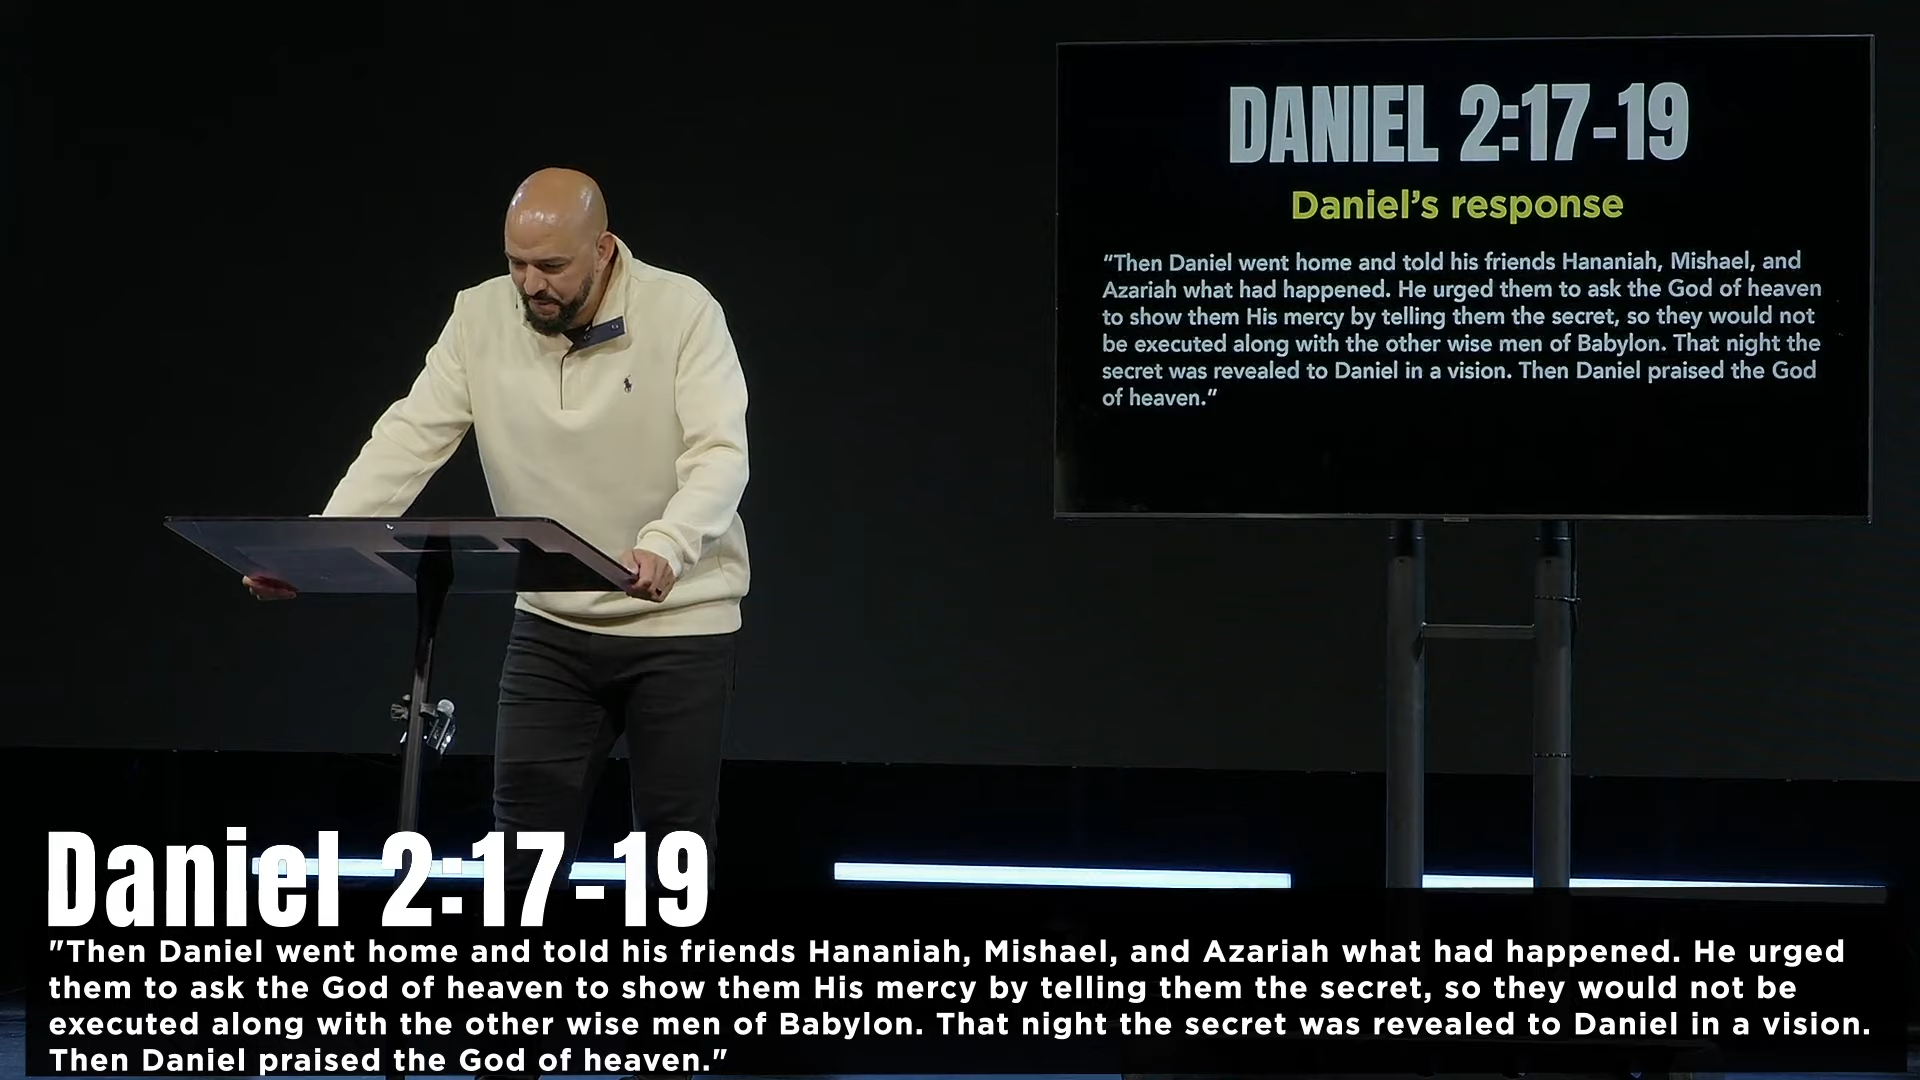 DANIEL 2:17-19
Daniel’s response
“Then Daniel went home and told his friends Hananiah, Mishael, and
Azariah what had happened. He urged them to ask the God of heaven
to show them His mercy by telling them the secret, so they would not
be executed along with the other wise men of Babylon. That night the
secret was revealed to Daniel in a vision. Then Daniel praised the God
of heaven.”
Daniel 2:17-19
"Then Daniel went home and told his friends Hananiah, Mishael, and Azariah what had happened. He urged
them to ask the God of heaven to show them His mercy by telling them the secret, so they would not be
executed along with the other wise men of Babylon. That night the secret was revealed to Daniel in a vision.
Then Daniel praised the God of heaven."